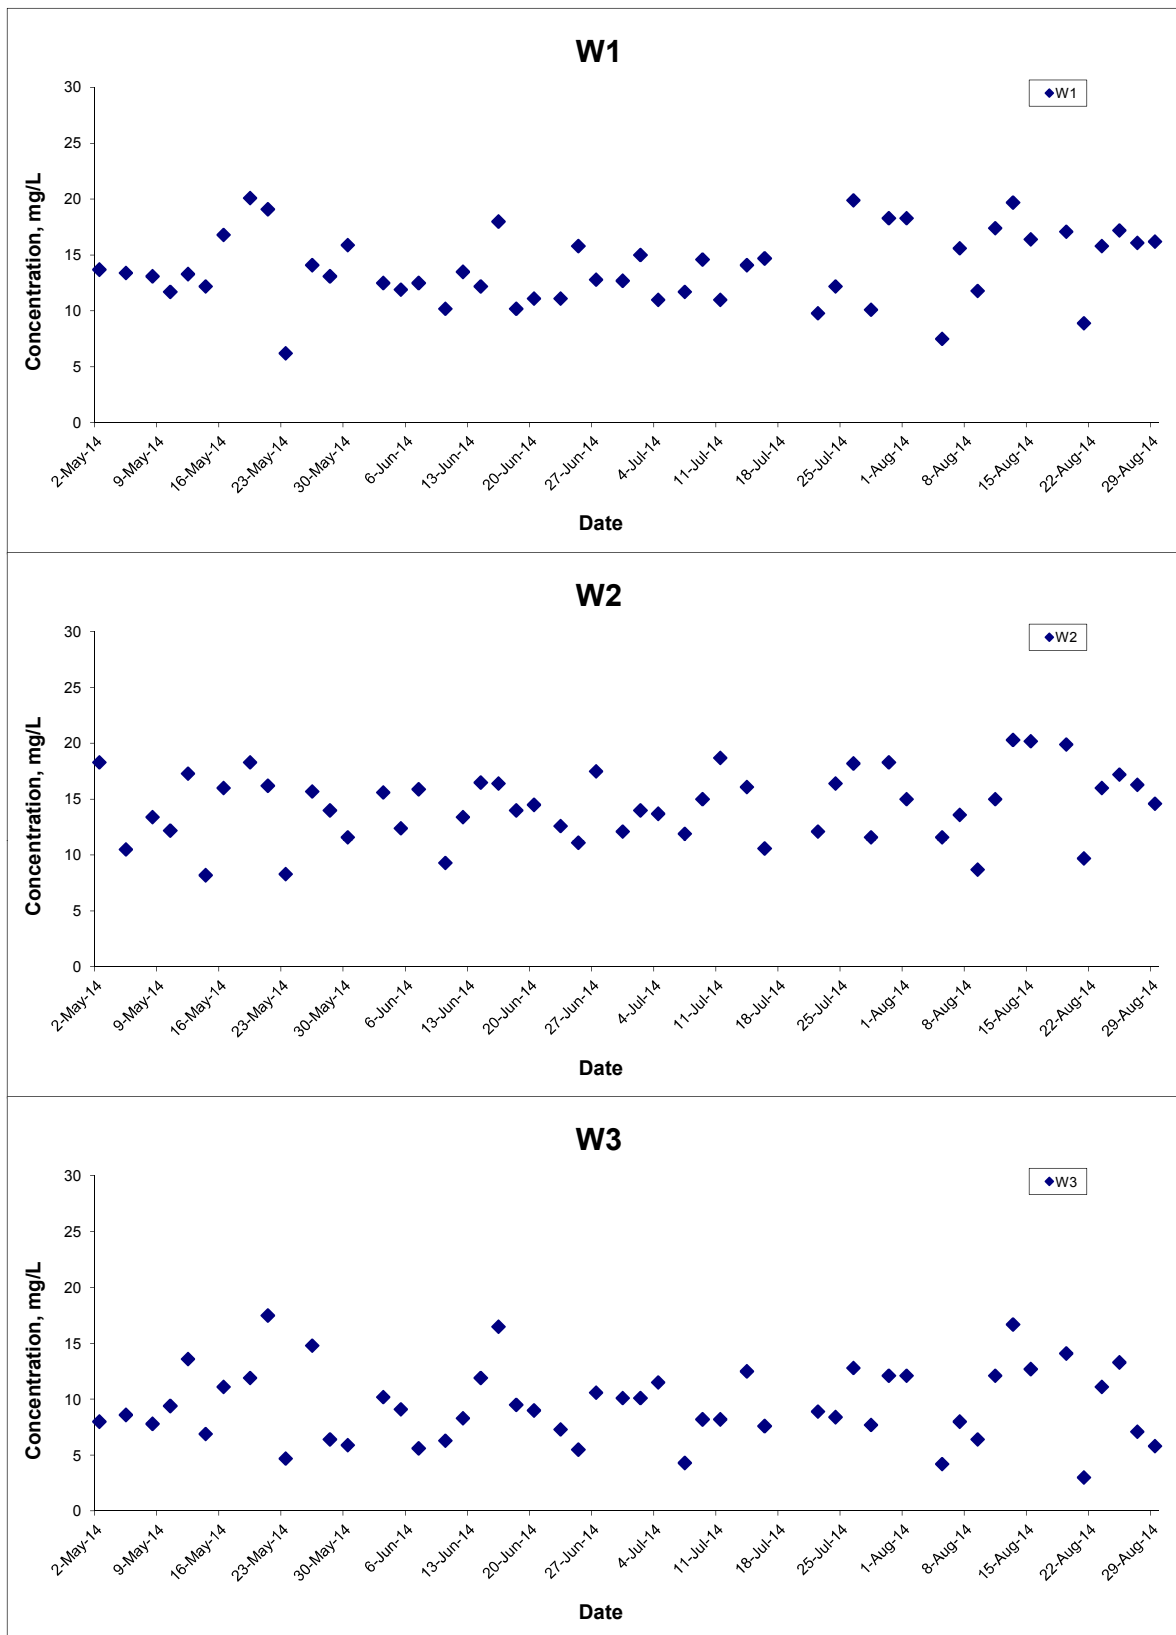 W1
W1
30
25
20
15
10
5
0
Concentration, mg/L
2-May-14 9-May-14 16-May-14 23-May-14 30-May-14 6-Jun-14 13-Jun-14 20-Jun-14 27-Jun-14 4-Jul-14 11-Jul-14 18-Jul-14 25-Jul-14 1-Aug-14 8-Aug-14 15-Aug-14 22-Aug-14 29-Aug-14
Date
W2
W2
30
25
20
15
10
5
0
Concentration, mg/L
2-May-14 9-May-14 16-May-14 23-May-14 30-May-14 6-Jun-14 13-Jun-14 20-Jun-14 27-Jun-14 4-Jul-14 11-Jul-14 18-Jul-14 25-Jul-14 1-Aug-14 8-Aug-14 15-Aug-14 22-Aug-14 29-Aug-14
Date
W3
W3
30
25
20
15
10
5
0
Concentration, mg/L
2-May-14 9-May-14 16-May-14 23-May-14 30-May-14 6-Jun-14 13-Jun-14 20-Jun-14 27-Jun-14 4-Jul-14 11-Jul-14 18-Jul-14 25-Jul-14 1-Aug-14 8-Aug-14 15-Aug-14 22-Aug-14 29-Aug-14
Date